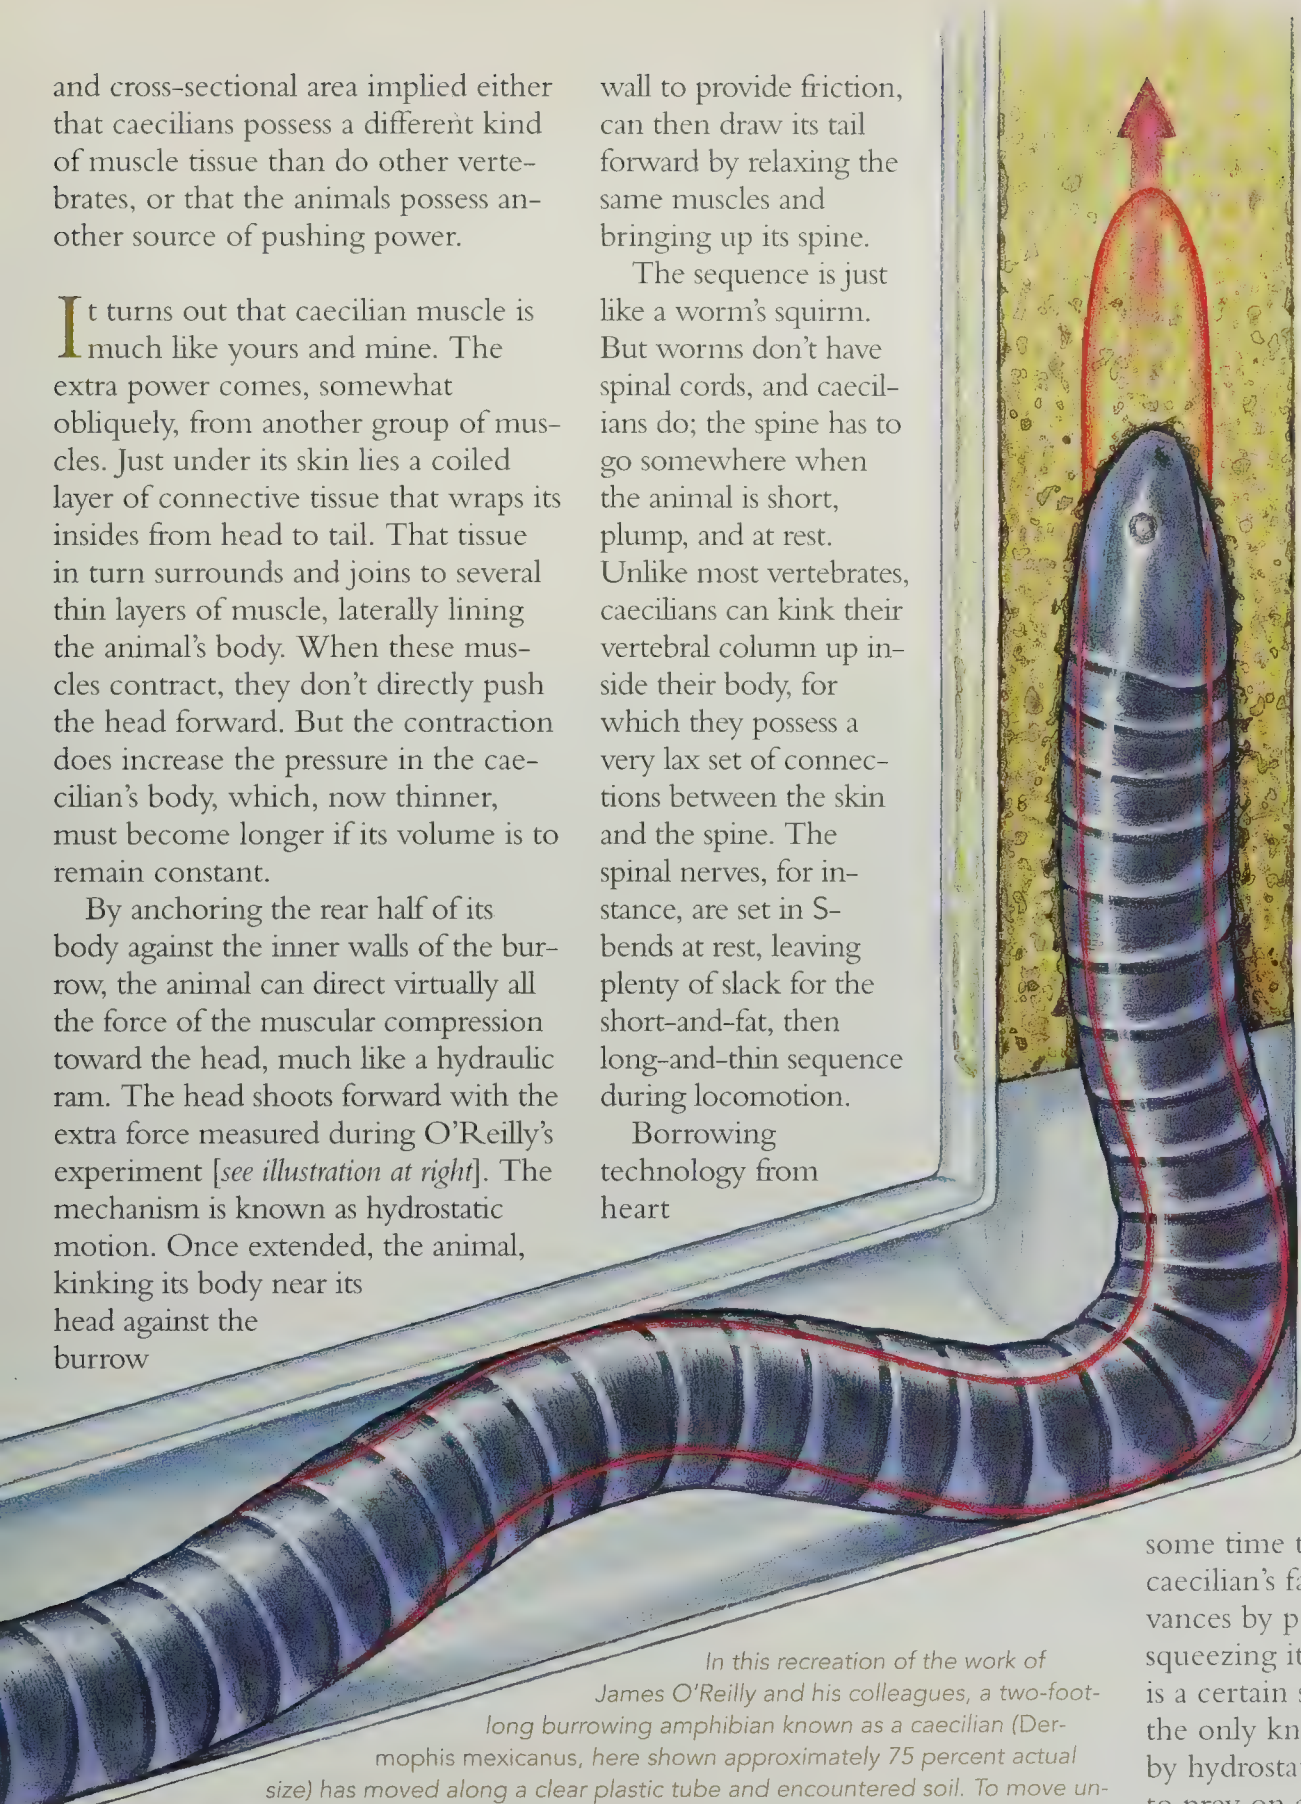 and cross-sectional area implied either
that caecilians possess a different kind
of muscle tissue than do other verte-
brates, or that the animals possess an-
other source of pushing power.
It turns out that caecilian muscle is
much like yours and mine. The
extra power comes, somewhat
obliquely, from another group of mus-
cles. Just under its skin lies a coiled
layer of connective tissue that wraps its
insides from head to tail. That tissue
in turn surrounds and joins to several
thin layers of muscle, laterally lining
the animal's body. When these mus-
cles contract, they don't directly push
the head forward. But the contraction
does increase the pressure in the cae-
cilian's body, which, now thinner,
must become longer if its volume is to
remain constant.
By anchoring the rear half of its
body against the inner walls of the bur-
row, the animal can direct virtually all
the force of the muscular compression
toward the head, much like a hydraulic
ram. The head shoots forward with the
extra force measured during O'Reilly's
experiment [see illustration at right]. The
mechanism is known as hydrostatic
motion. Once extended, the animal,
kinking its body near its
head against the
burrow
wall to provide friction,
can then draw its tail
forward by relaxing the
same muscles and
bringing up its spine.
The sequence is just
like a worm's squirm.
But worms don't have
spinal cords, and caecil-
ians do; the spine has to
go somewhere when
the animal is short,
plump, and at rest.
Unlike most vertebrates,
caecilians can kink their
vertebral column up in-
side their body, for
which they possess a
very lax set of connec-
tions between the skin
and the spine. The
spinal nerves, for in-
stance, are set in S-
bends at rest, leaving
plenty of slack for the
short-and-fat, then
long-and-thin sequence
during locomotion.
Borrowing
technology from
heart
some time
caecilian's
vances by
squeezing
is a certain
the only
by
In this recreation of the work of
James O'Reilly and his colleagues, a two-foot-
long burrowing amphibian known as a caecilian (Der-
mophis mexicanus, here shown approximately 75 percent actual
size) has moved along a clear plastic tube and encountered soil. To move un-